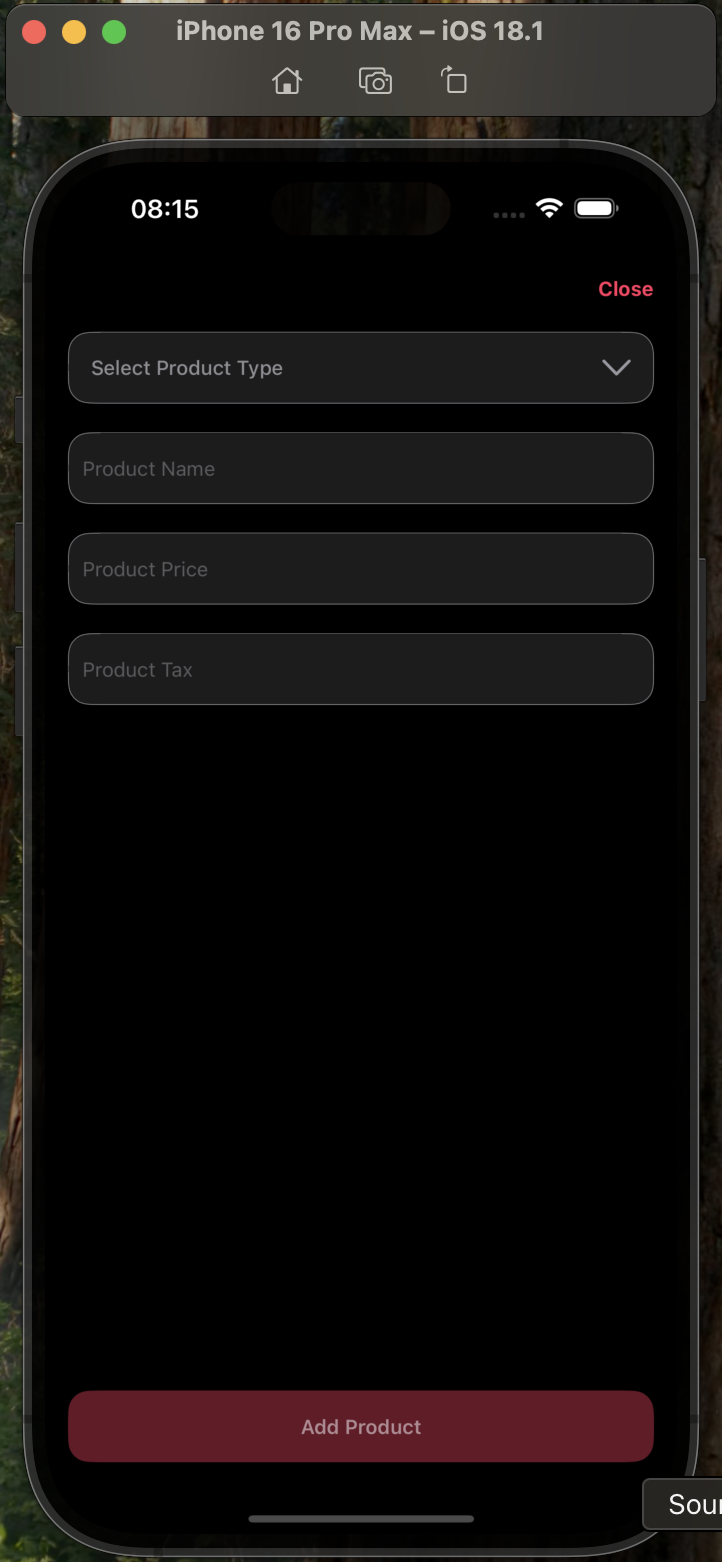 iPhone 16 Pro Max – iOS 18.1
08:15
Close
Select Product Type
Product Name
Product Price
Product Tax
Add Product